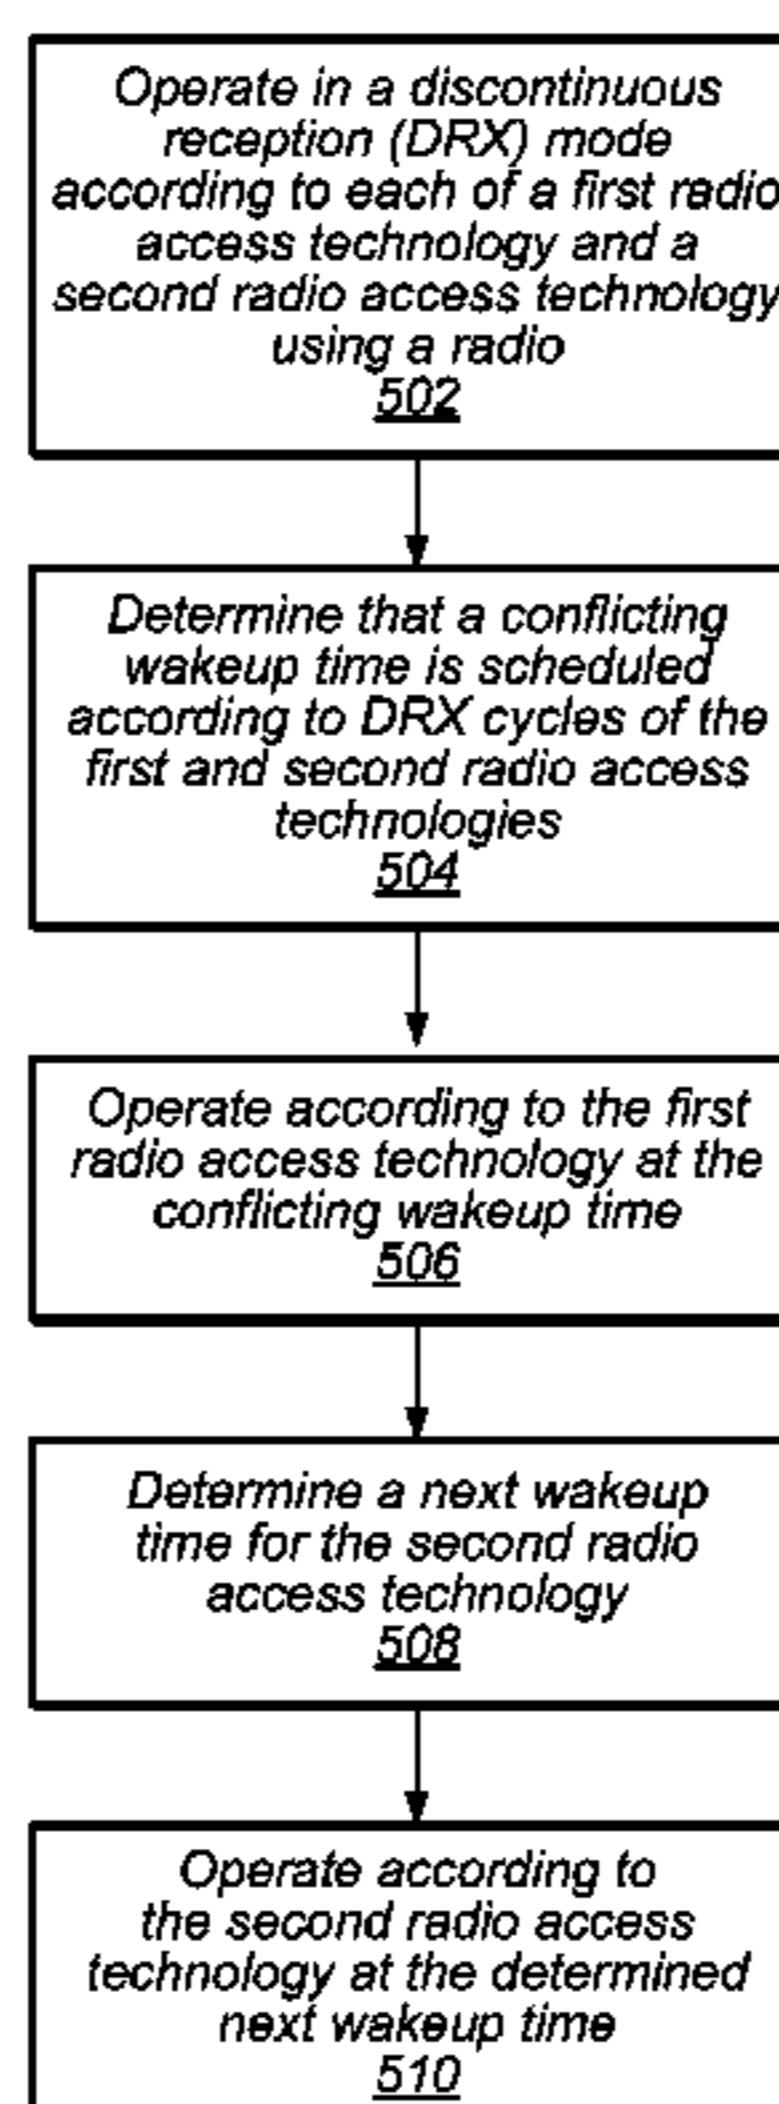 Operate in a discontinuous
reception (DRX) mode
according to each of a first radio
access technology and a
second radio access technology
using a radio
502
Determine that a conflicting
wakeup time is scheduled
according to DRX cycles of the
first and second radio access
technologies
504
Operate according to the first
radio access technology at the
conflicting wakeup time
506
Determine a next wakeup
time for the second radio
access technology
508
Operate according to
the second radio access
technology at the determined
next wakeup time
510